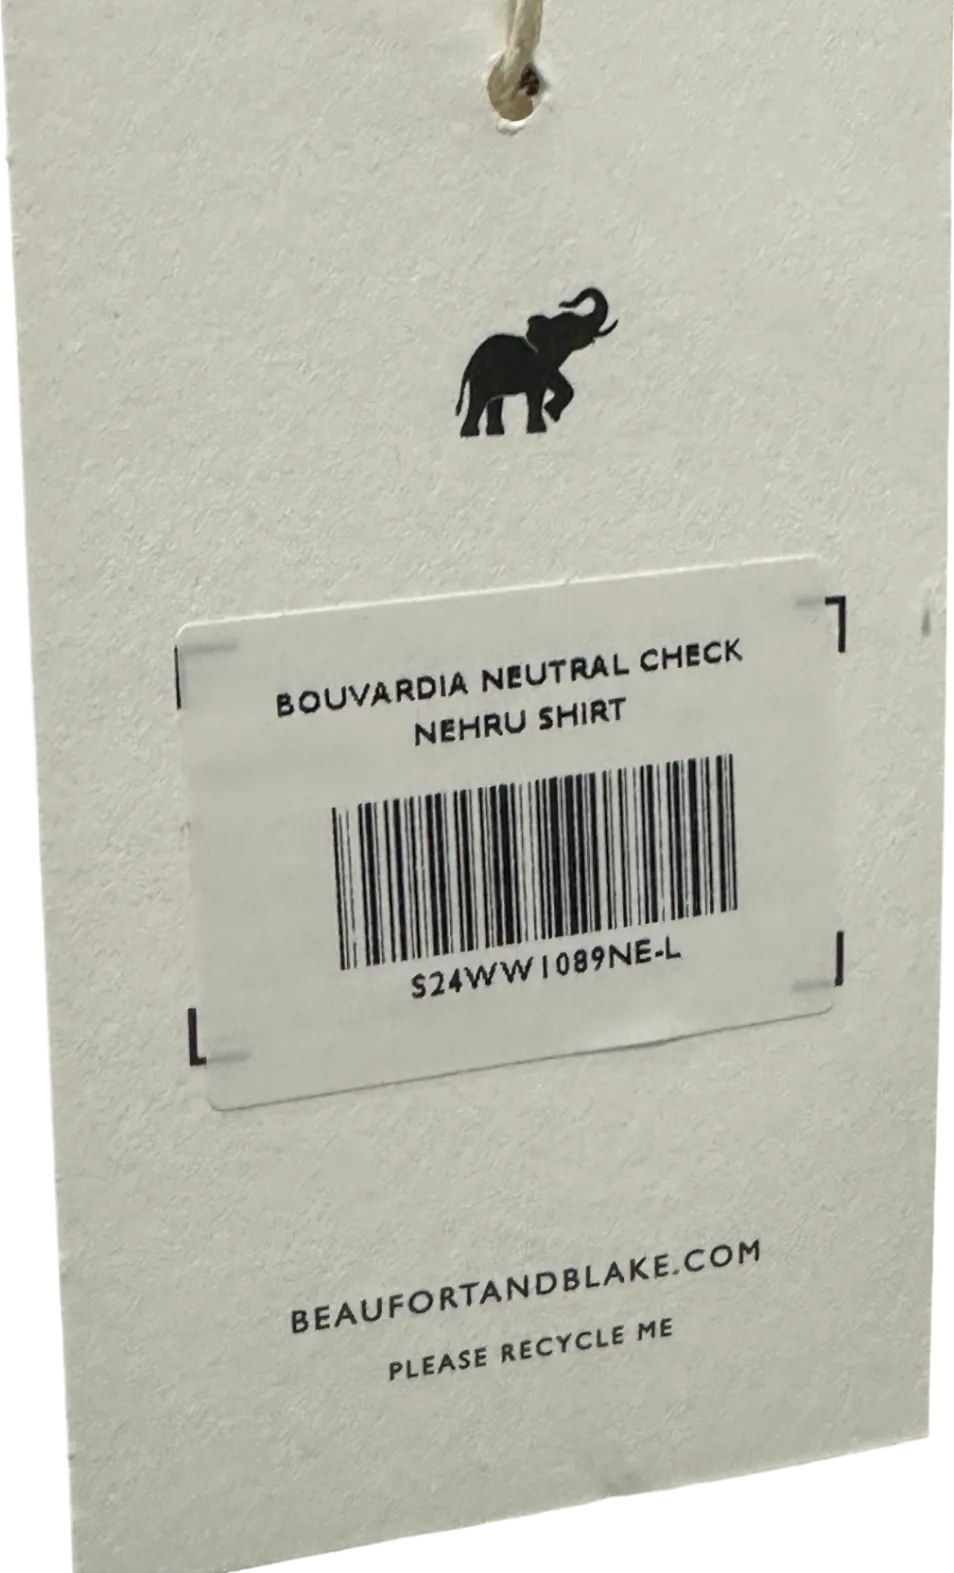 BOUVARDIA NEUTRAL CHECK
NEHRU SHIRT
S24WW1089NE-L
BEAUFORTANDBLAKE.COM
PLEASE RECYCLE ME